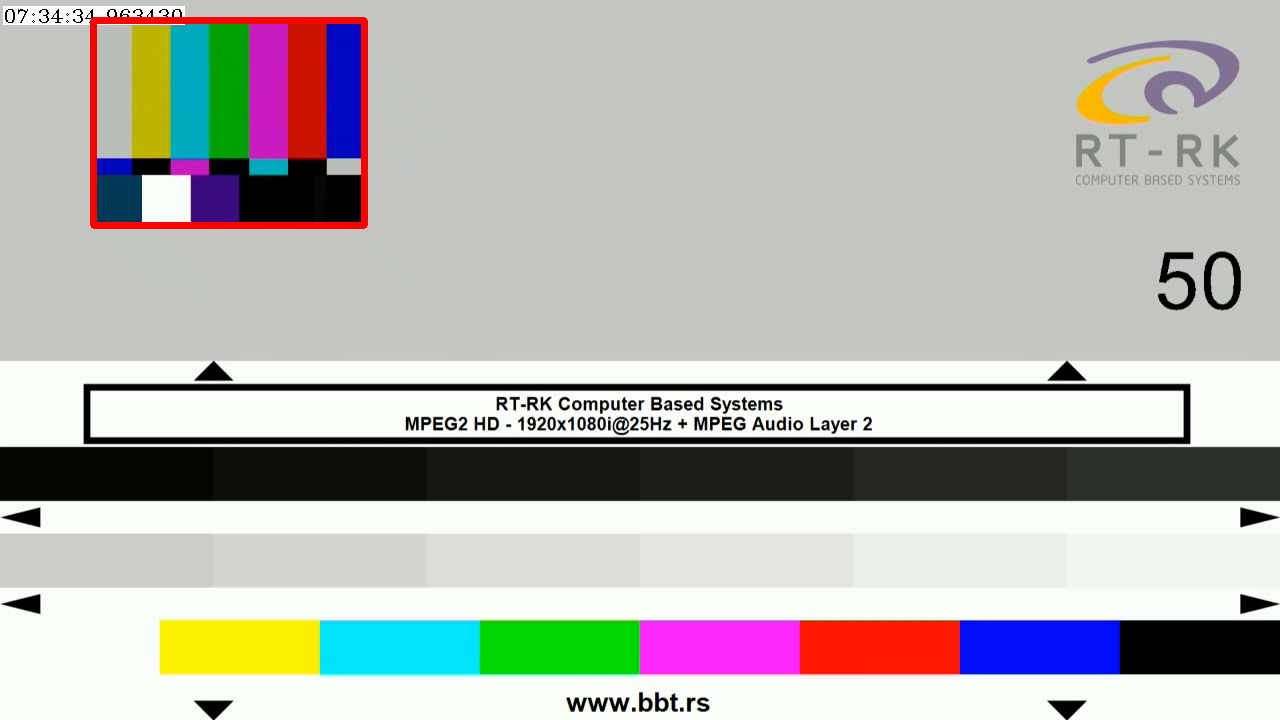 07:34:34.963430
RT-RK
COMPUTER BASED SYSTEMS
50
RT-RK Computer Based Systems
MPEG2 HD - 1920x1080i@25Hz + MPEG Audio Layer 2
www.bbt.rs